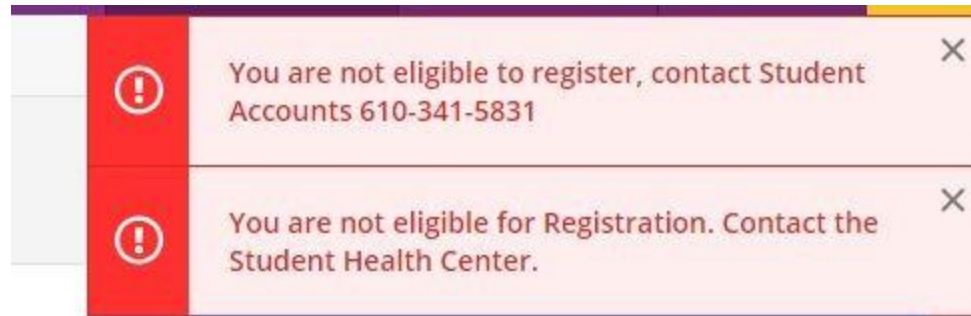 You are not eligible to register, contact Student
Accounts 610-341-5831
You are not eligible for Registration. Contact the
Student Health Center.